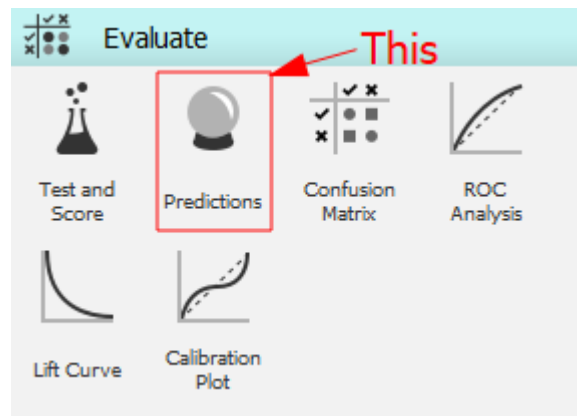 Evaluate
This
Test and
Score
Predictions
Confusion
Matrix
ROC
Analysis
Lift Curve
Calibration
Plot